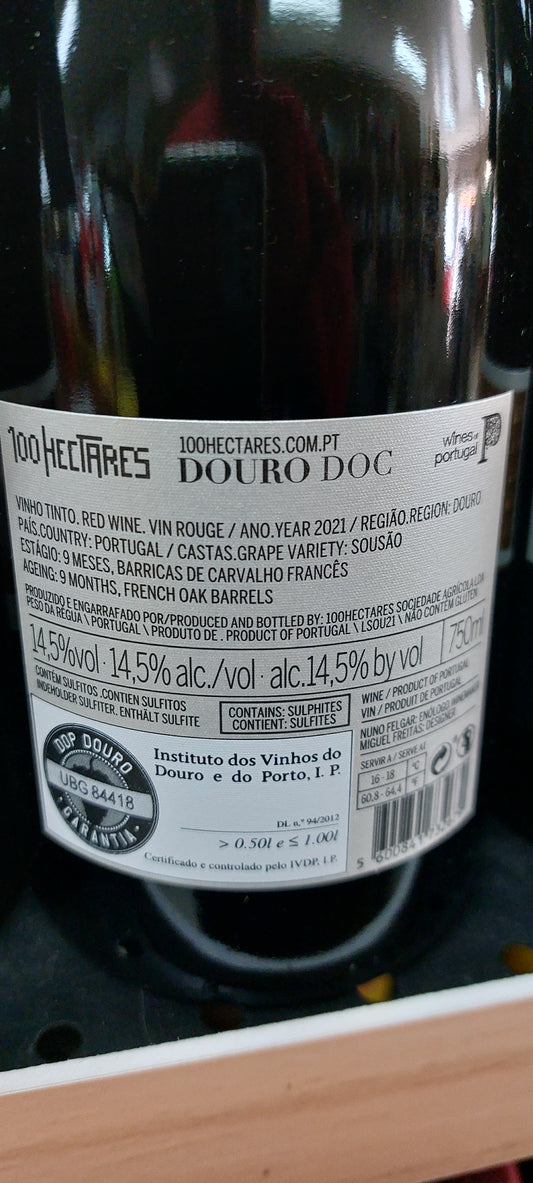 100HECTARES
100HECTARES.COM.PT
DOURO DOC
wines of
portugal
VINHO TINTO. RED WINE. VIN ROUGE / ANO.YEAR 2021 / REGIÃO.REGION: DOURO
PAÍS.COUNTRY: PORTUGAL / CASTAS.GRAPE VARIETY: SOUSÃO
ESTÁGIO: 9 MESES, BARRICAS DE CARVALHO FRANCÊS
AGEING: 9 MONTHS, FRENCH OAK BARRELS
PRODUZIDO E ENGARRAFADO POR/PRODUCED AND BOTTLED BY: 100HECTARES SOCIEDADE AGRÍCOLA LDA
PESO DA RÉGUA \ PORTUGAL \ PRODUTO DE . PRODUCT OF PORTUGAL \ LSOU21 \ NÃO CONTÉM GLUTEN
14,5%vol · 14,5% alc./vol · alc.14,5% by vol
750ml
CONTÉM SULFITOS .CONTIEN SULFITOS
INDEHOLDER SULFITER. ENTHÄLT SULFITE
CONTAINS: SULPHITES
CONTIENT: SULFITES
WINE / PRODUCT OF PORTUGAL
VIN / PRODUIT DE PORTUGAL
NUNO FELGAR: ENÓLOGO WINEMAKER
MIGUEL FREITAS: DESIGNER
SERVIR A / SERVE AT
16 - 18 °C
60,8 - 64,4 °F
DOP DOURO
UBG 84418
· GARANTIA ·
Instituto dos Vinhos do
Douro e do Porto, I. P.
DL n.º 94/2012
> 0.50l e ≤ 1.00l
Certificado e controlado pelo IVDP, I.P.